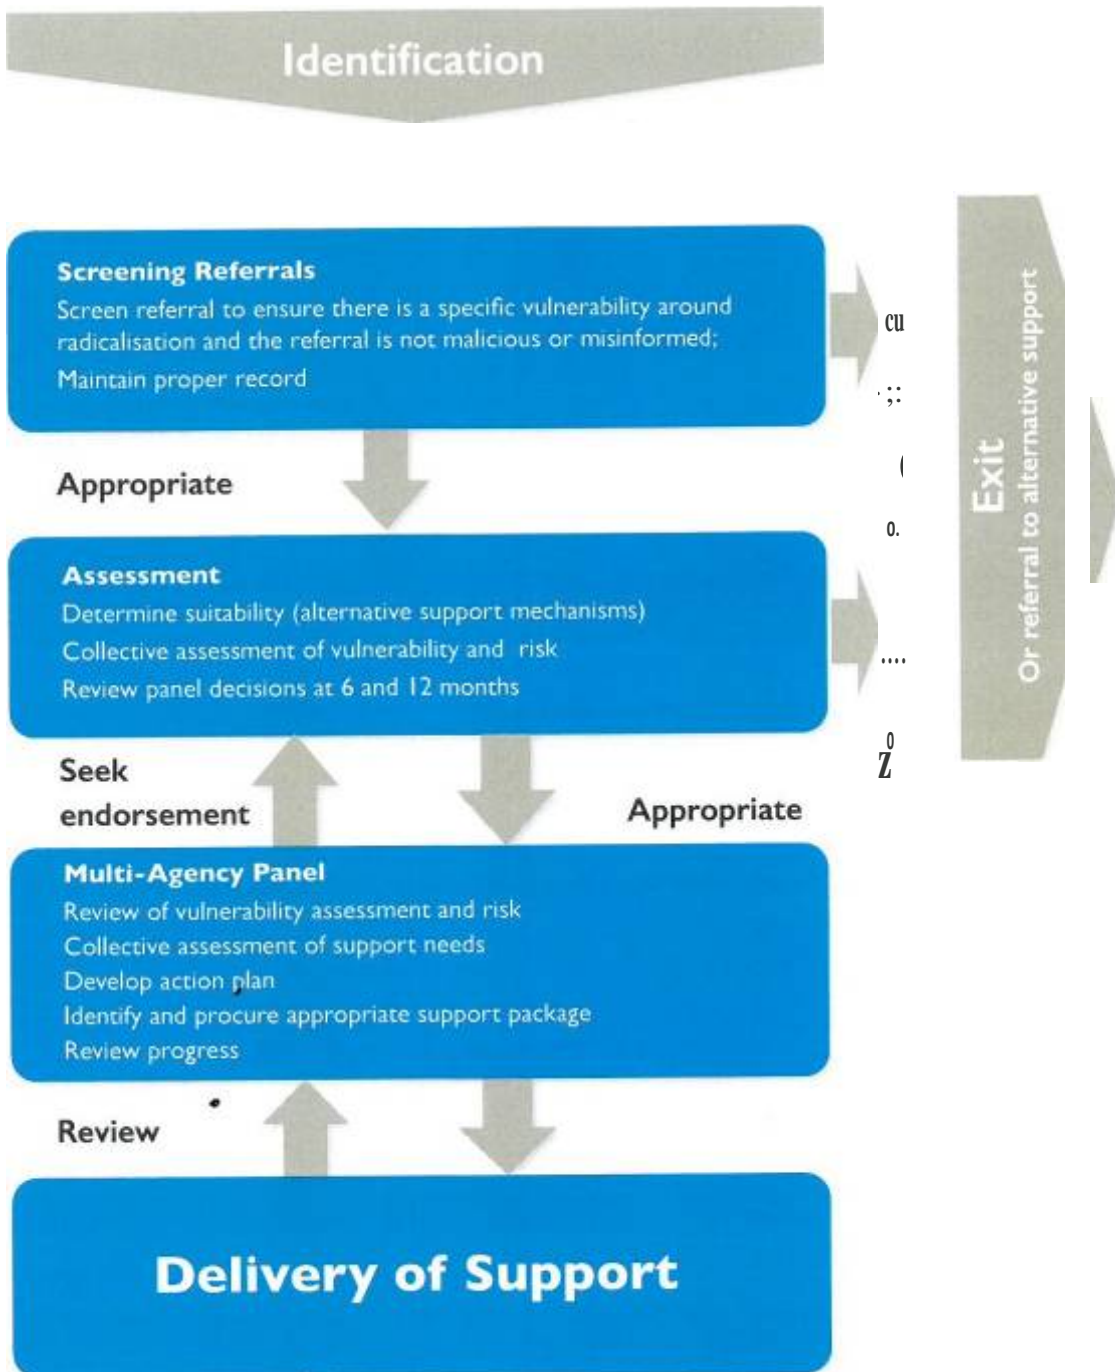 Identification
Screening Referrals
Screen referral to ensure there is a specific vulnerability around
radicalisation and the referral is not malicious or misinformed;
Maintain proper record
Appropriate
Assessment
Determine suitability (alternative support mechanisms)
Collective assessment of vulnerability and risk
Review panel decisions at 6 and 12 months
Seek
endorsement
Appropriate
Multi-Agency Panel
Review of vulnerability assessment and risk
Collective assessment of support needs
Develop action plan
Identify and procure appropriate support package
Review progress
Review
Delivery of Support
cu
·;:
(
o.
....
0
z
Exit
Or referral to alternative support